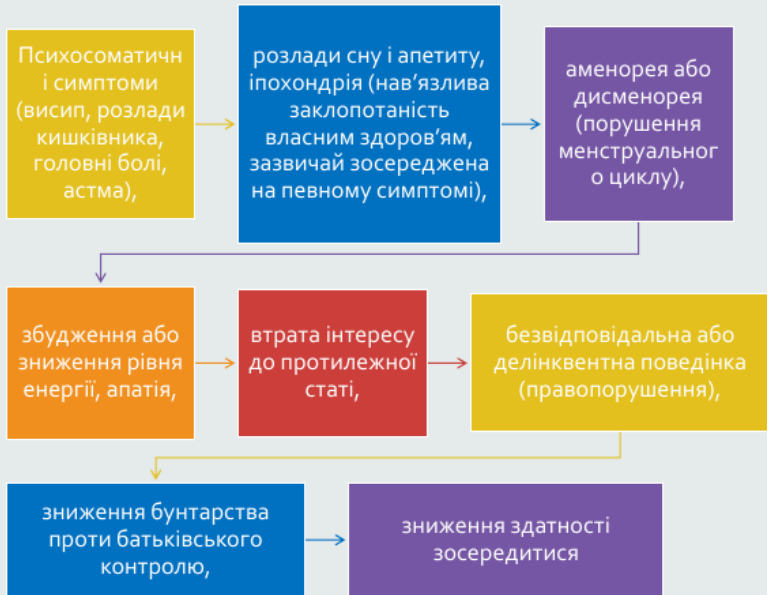 Психосоматичн
і симптоми
(висип, розлади
кишківника,
головні болі,
астма),
розлади сну і апетиту,
іпохондрія (нав’язлива
заклопотаність
власним здоров’ям,
зазвичай зосереджена
на певному симптомі),
аменорея або
дисменорея
(порушення
менструальног
о циклу),
збудження або
зниження рівня
енергії, апатія,
втрата інтересу
до протилежної
статі,
безвідповідальна або
делінквентна поведінка
(правопорушення),
зниження бунтарства
проти батьківського
контролю,
зниження здатності
зосередитися